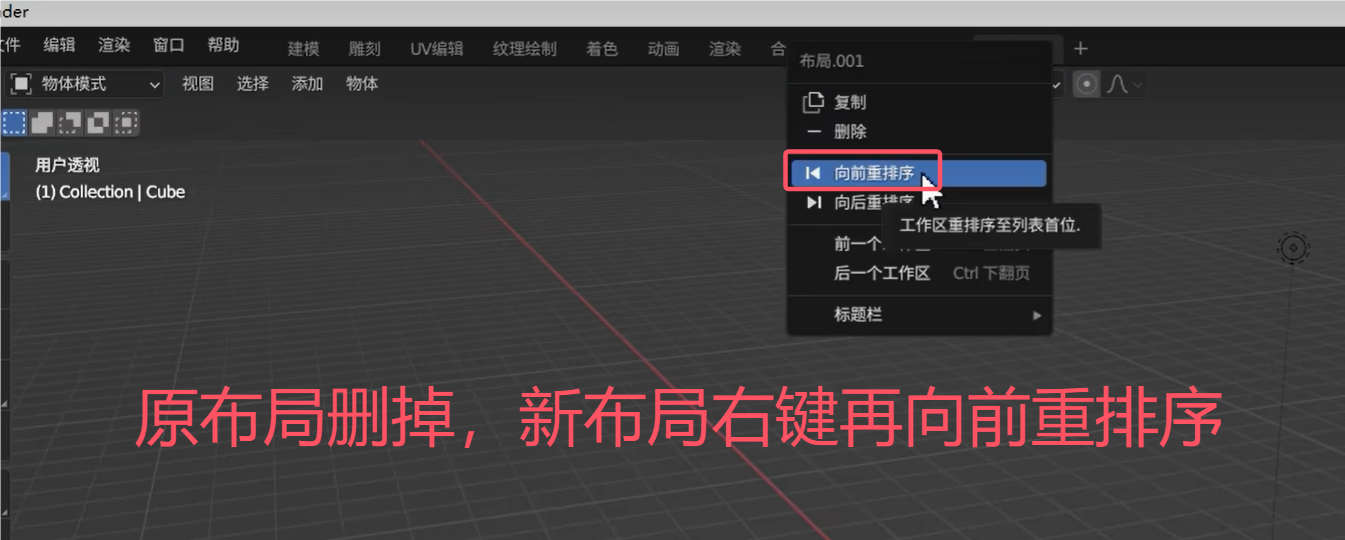 nder
文件 编辑 渲染 窗口 帮助 建模 雕刻 UV编辑 纹理绘制 着色 动画 渲染 合 +
物体模式 视图 选择 添加 物体
用户透视
(1) Collection | Cube
布局.001
复制
删除
向前重排序
向后重排序
工作区重排序至列表首位.
前一个
后一个工作区 Ctrl 下翻页
标题栏
原布局删掉，新布局右键再向前重排序